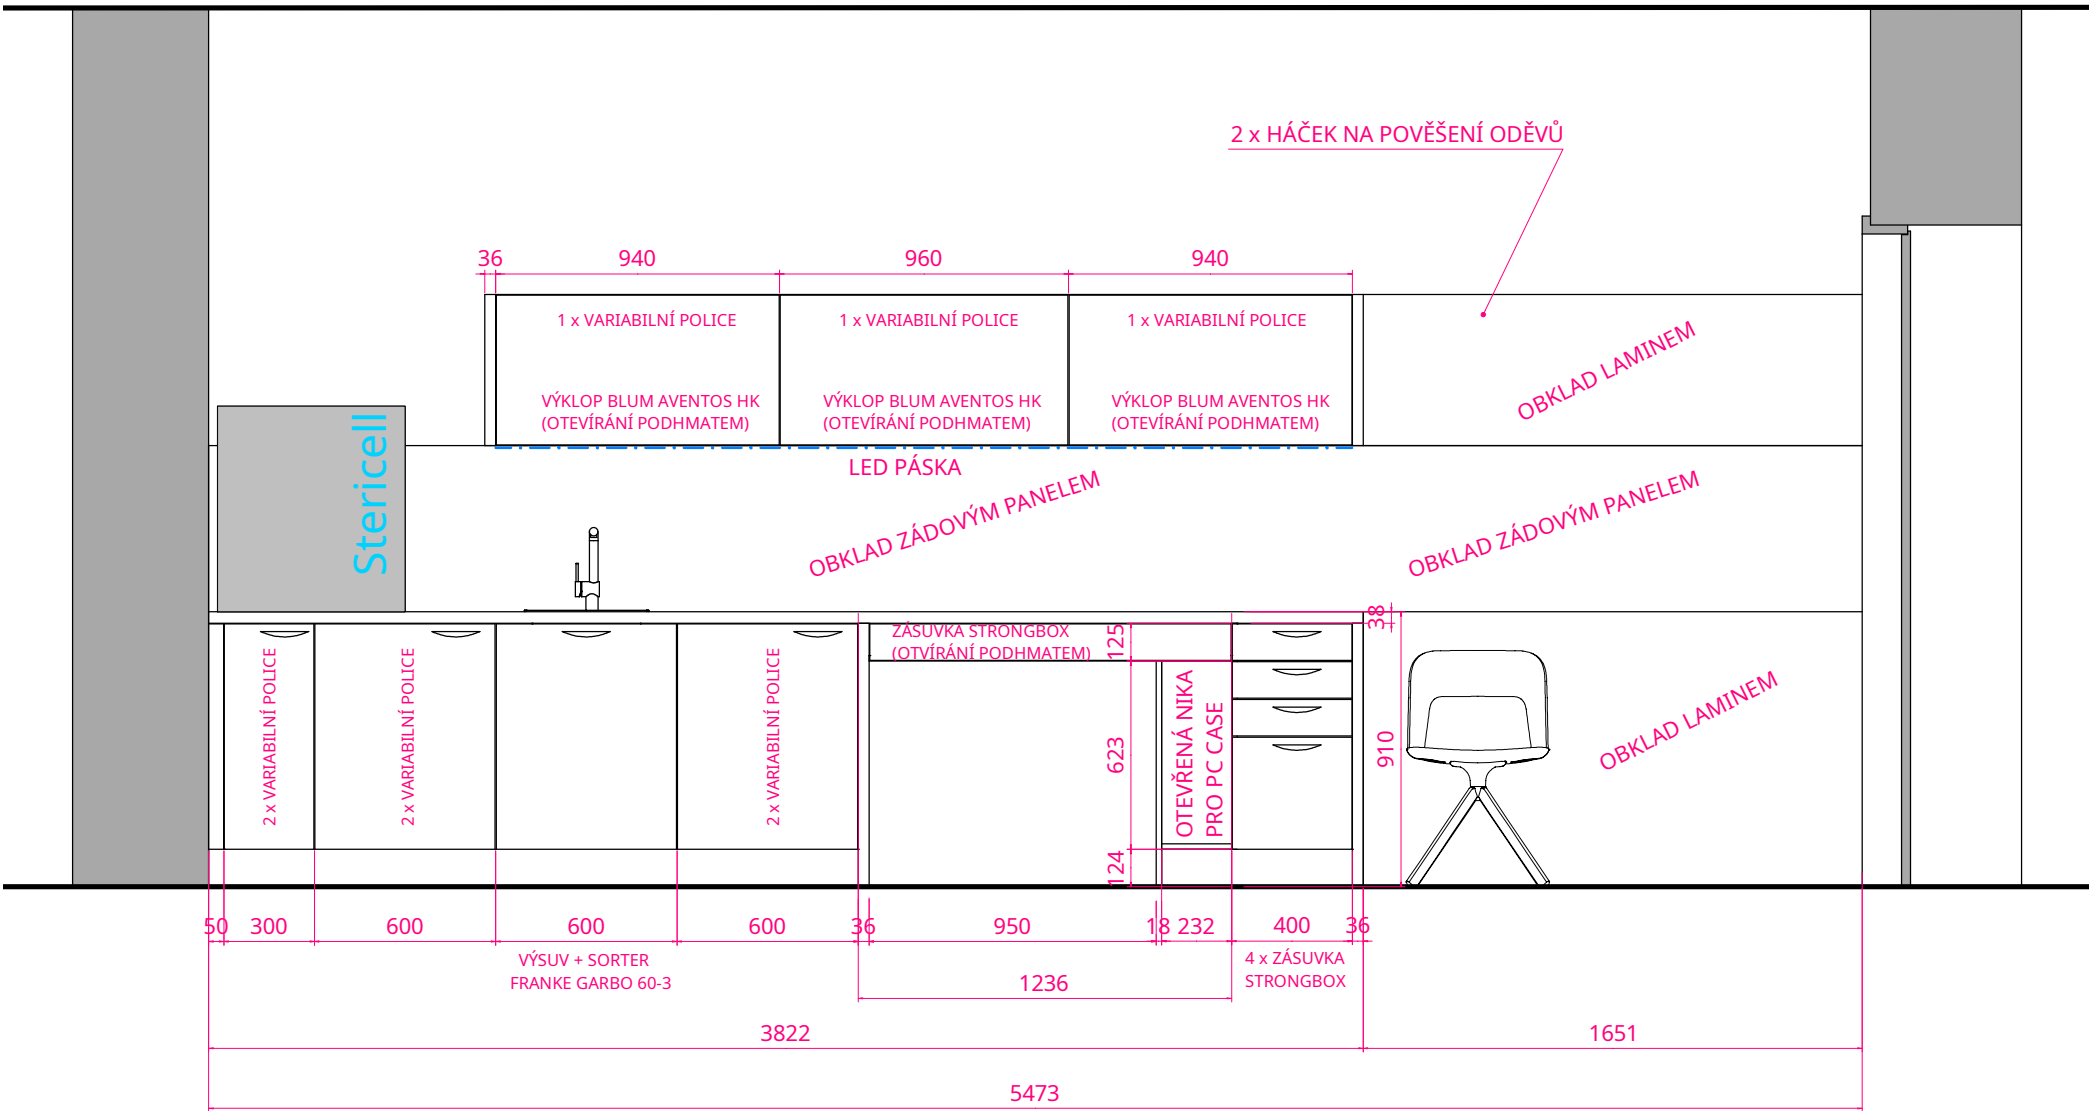 2 x HÁČEK NA POVĚŠENÍ ODĚVŮ
36
940
960
940
1 x VARIABILNÍ POLICE
1 x VARIABILNÍ POLICE
1 x VARIABILNÍ POLICE
OBKLAD LAMINEM
VÝKLOP BLUM AVENTOS HK
(OTEVÍRÁNÍ PODHMATEM)
VÝKLOP BLUM AVENTOS HK
(OTEVÍRÁNÍ PODHMATEM)
VÝKLOP BLUM AVENTOS HK
(OTEVÍRÁNÍ PODHMATEM)
Stericell
LED PÁSKA
OBKLAD ZÁDOVÝM PANELEM
OBKLAD ZÁDOVÝM PANELEM
38
ZÁSUVKA STRONGBOX
(OTVÍRÁNÍ PODHMATEM)
125
2 x VARIABILNÍ POLICE
2 x VARIABILNÍ POLICE
2 x VARIABILNÍ POLICE
623
OTEVŘENÁ NIKA
PRO PC CASE
910
OBKLAD LAMINEM
124
50
300
600
600
600
36
950
18
232
400
36
VÝSUV + SORTER
FRANKE GARBO 60-3
4 x ZÁSUVKA
STRONGBOX
1236
3822
1651
5473